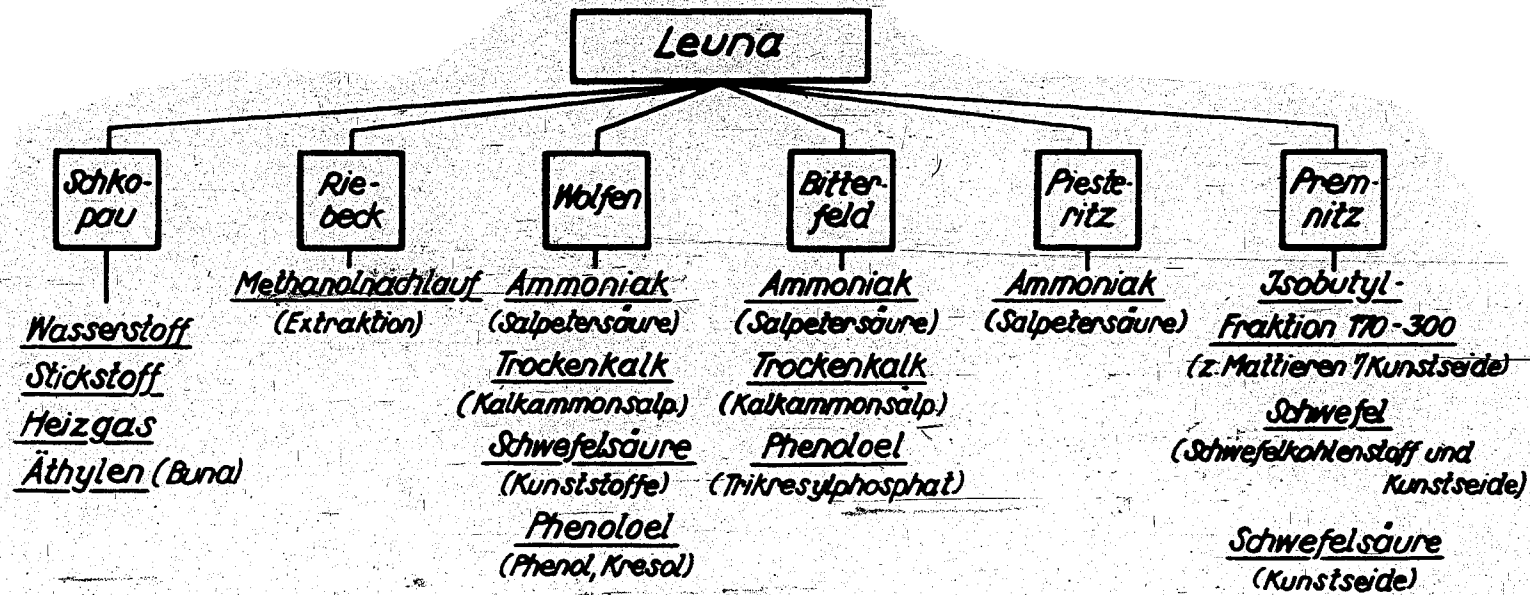 Leuna
Schko-
pau
Wasserstoff
Stickstoff
Heizgas
Äthylen (Buna)
Rie-
beck
Methanolnachlauf
(Extraktion)
Wolfen
Ammoniak
(Salpetersäure)
Trockenkalk
(Kalkammonsalp.)
Schwefelsäure
(Kunststoffe)
Phenoloel
(Phenol, Kresol)
Bitter-
feld
Ammoniak
(Salpetersäure)
Trockenkalk
(Kalkammonsalp.)
Phenoloel
(Trikresylphosphat)
Pieste-
ritz
Ammoniak
(Salpetersäure)
Prem-
nitz
Isobutyl-
Fraktion 170-300
(z. Mattieren Kunstseide)
Schwefel
(Schwefelkohlenstoff und
Kunstseide)
Schwefelsäure
(Kunstseide)